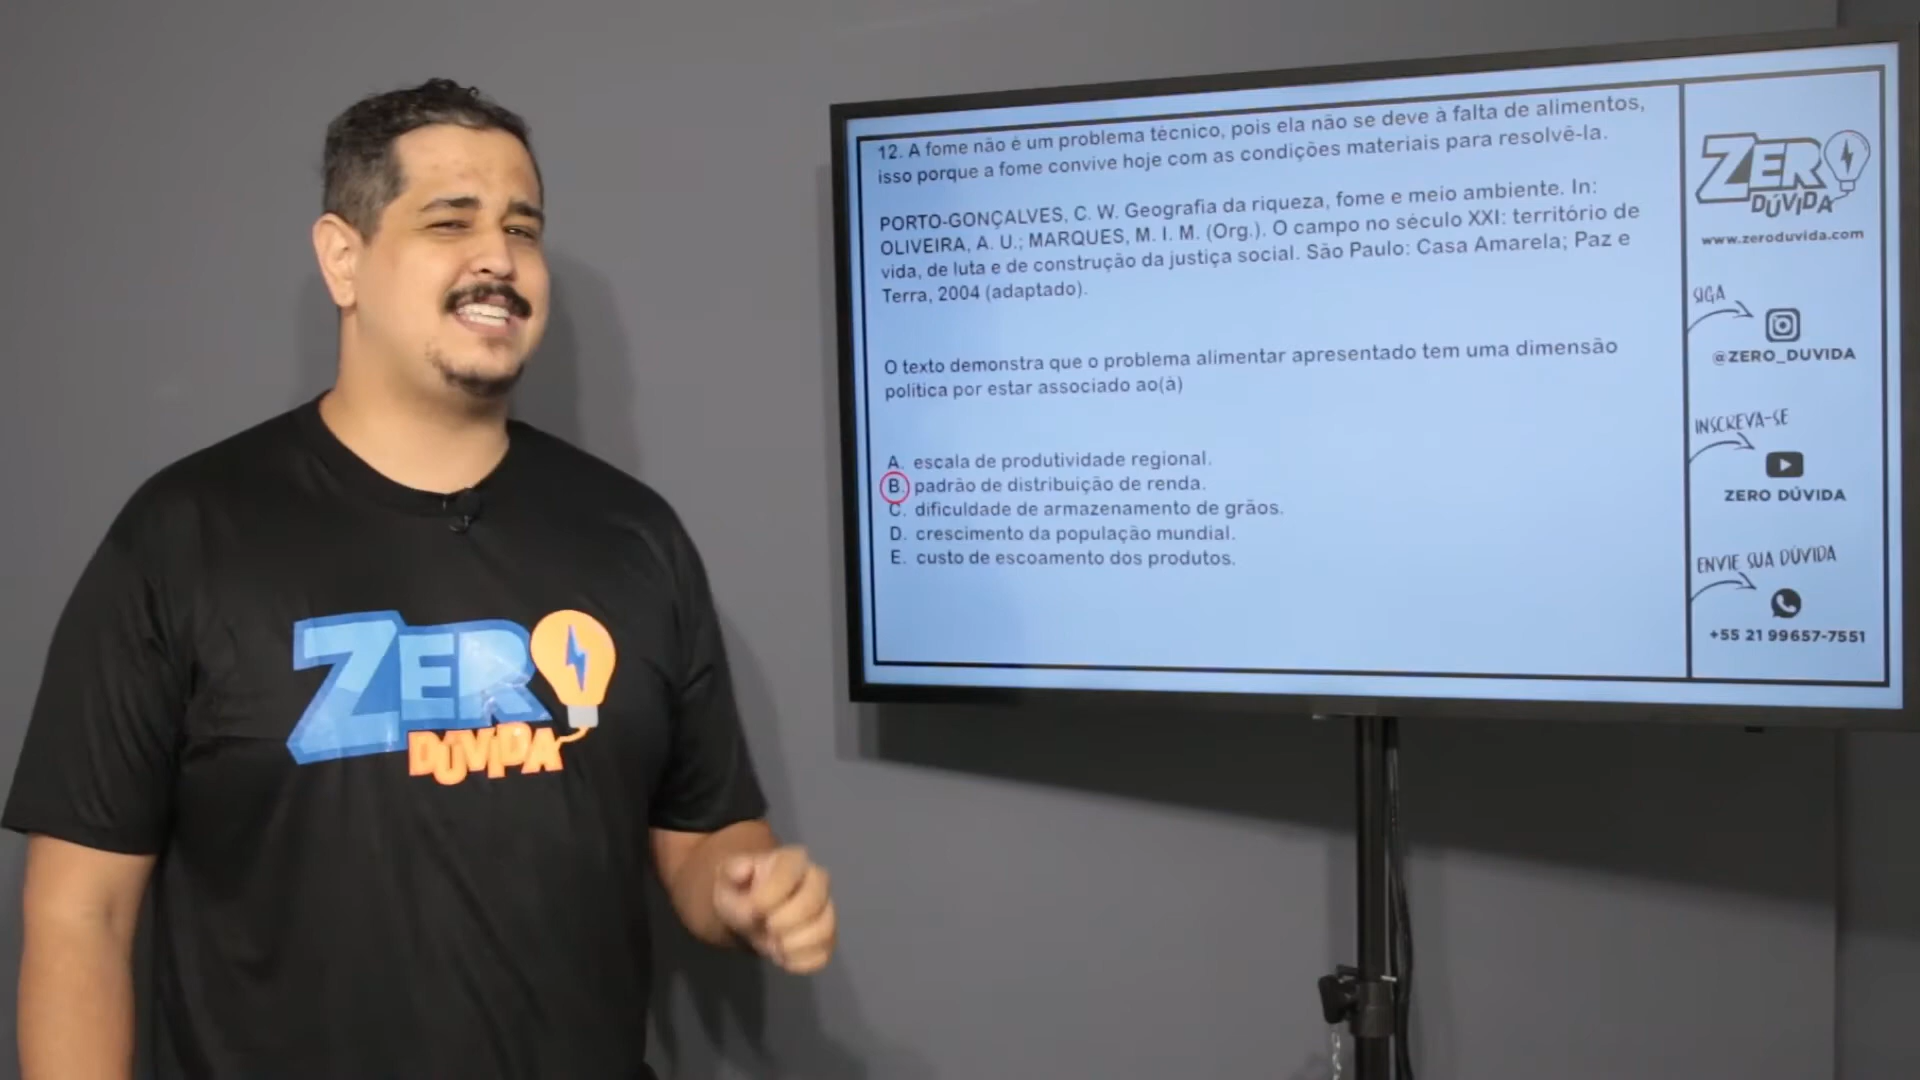 12. A fome não é um problema técnico, pois ela não se deve à falta de alimentos,
isso porque a fome convive hoje com as condições materiais para resolvê-la.
PORTO-GONÇALVES, C. W. Geografia da riqueza, fome e meio ambiente. In:
OLIVEIRA, A. U.; MARQUES, M. I. M. (Org.). O campo no século XXI: território de
vida, de luta e de construção da justiça social. São Paulo: Casa Amarela; Paz e
Terra, 2004 (adaptado).
O texto demonstra que o problema alimentar apresentado tem uma dimensão
política por estar associado ao(à)
A. escala de produtividade regional.
B. padrão de distribuição de renda.
C. dificuldade de armazenamento de grãos.
D. crescimento da população mundial.
E. custo de escoamento dos produtos.
ZERO
DÚVIDA
www.zeroduvida.com
SIGA
@ZERO_DUVIDA
INSCREVA-SE
ZERO DÚVIDA
ENVIE SUA DÚVIDA
+55 21 99657-7551
ZERO
DÚVIDA